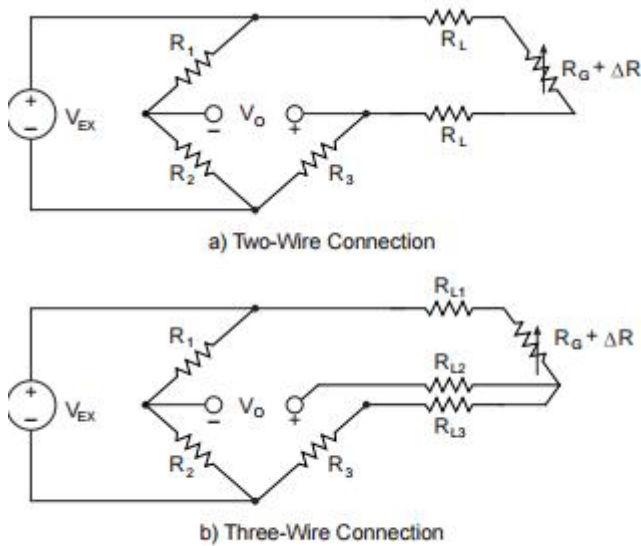 R1
RL
RG + ΔR
+
−
VEX
− VO +
R2
R3
RL
a) Two-Wire Connection
RL1
R1
RG + ΔR
RL2
+
−
VEX
− VO +
RL3
R2
R3
b) Three-Wire Connection